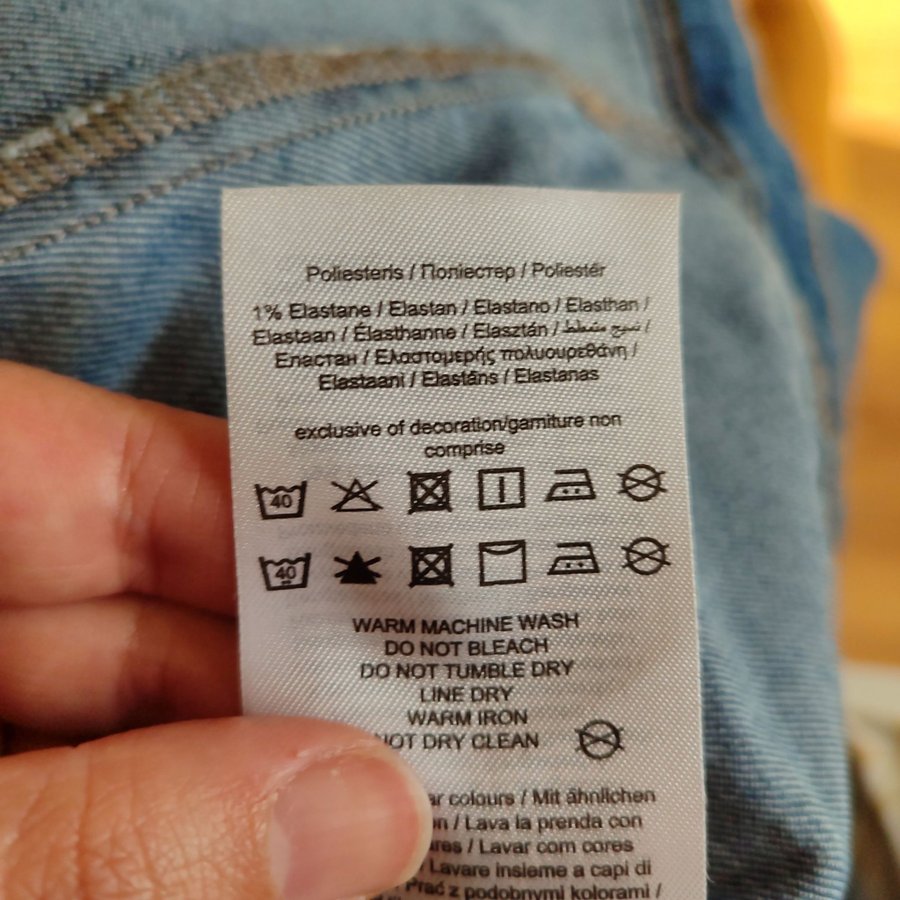 Poliesteris / Поліестер / Poliestér
1% Elastane / Elastan / Elastano / Elasthan /
Elastaan / Élasthanne / Elasztán / نسيج مطاط /
Еластан / Ελαστομερής πολυουρεθάνη /
Elastaani / Elastāns / Elastanas
exclusive of decoration/garniture non
comprise
40
40
WARM MACHINE WASH
DO NOT BLEACH
DO NOT TUMBLE DRY
LINE DRY
WARM IRON
NOT DRY CLEAN
colours / Mit ähnlichen
/ Lava la prenda con
/ Lavar com cores
Lavare insieme a capi di
Prać z podobnymi kolorami /